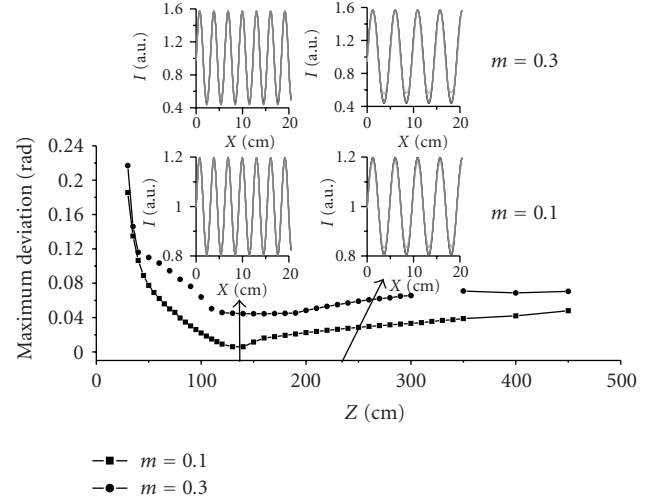 1.6
1.2
0.8
0.4
I (a.u.)
0 10 20
X (cm)
1.6
1.2
0.8
0.4
I (a.u.)
0 10 20
X (cm)
m = 0.3
1.2
1
0.8
I (a.u.)
0 10 20
X (cm)
1.2
1
0.8
I (a.u.)
0 10 20
X (cm)
m = 0.1
Maximum deviation (rad)
0.24
0.2
0.16
0.12
0.08
0.04
0
0 100 200 300 400 500
Z (cm)
m = 0.1
m = 0.3